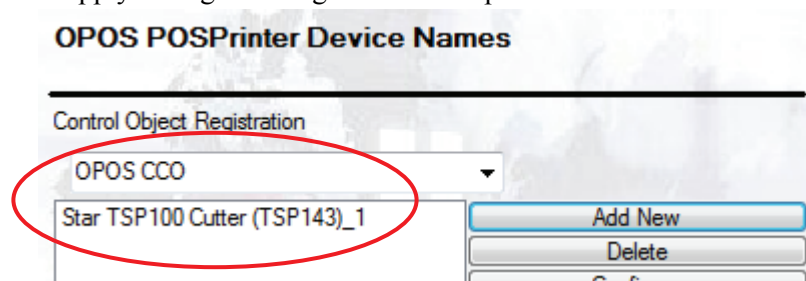 OPOS POSPrinter Device Names
Control Object Registration
OPOS CCO
Star TSP100 Cutter (TSP143)_1
Add New
Delete